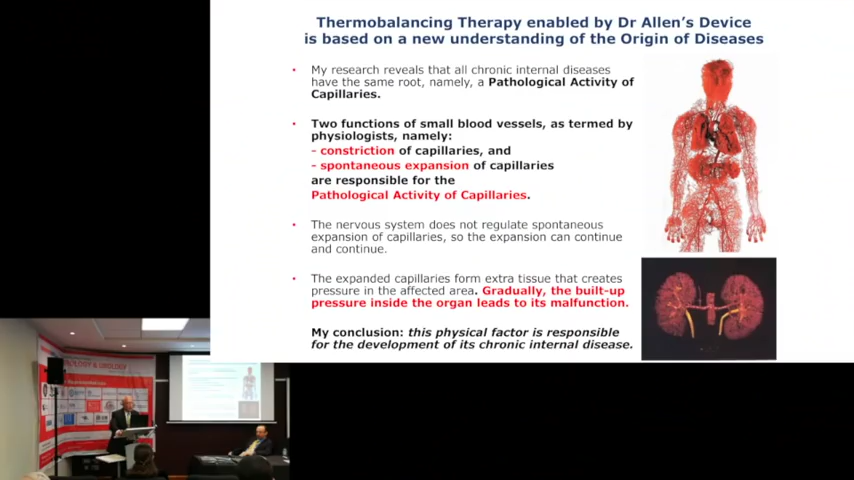 Thermobalancing Therapy enabled by Dr Allen's Device
is based on a new understanding of the Origin of Diseases
• My research reveals that all chronic internal diseases
have the same root, namely, a Pathological Activity of
Capillaries.
• Two functions of small blood vessels, as termed by
physiologists, namely:
- constriction of capillaries, and
- spontaneous expansion of capillaries
are responsible for the
Pathological Activity of Capillaries.
• The nervous system does not regulate spontaneous
expansion of capillaries, so the expansion can continue
and continue.
• The expanded capillaries form extra tissue that creates
pressure in the affected area. Gradually, the built-up
pressure inside the organ leads to its malfunction.
My conclusion: this physical factor is responsible
for the development of its chronic internal disease.
& UROLOGY